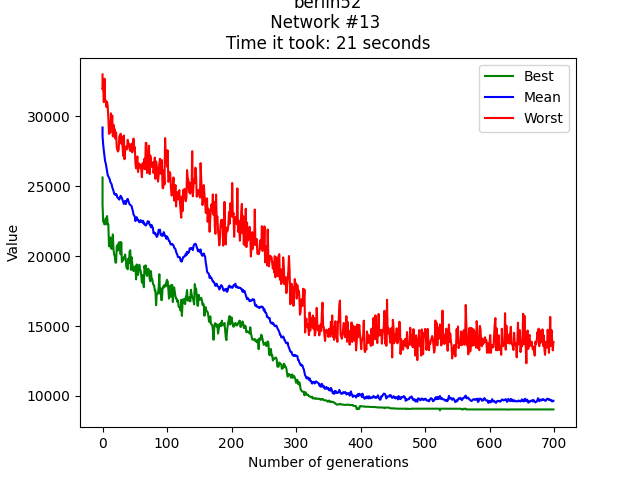 berlin52
Network #13
Time it took: 21 seconds
Best
Mean
Worst
Value
30000
25000
20000
15000
10000
0 100 200 300 400 500 600 700
Number of generations